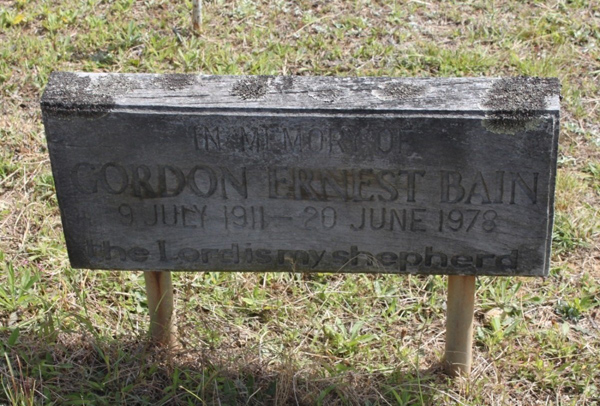 IN MEMORY OF
GORDON ERNEST BAIN
9 JULY 1911 - 20 JUNE 1978
the Lord is my shepherd